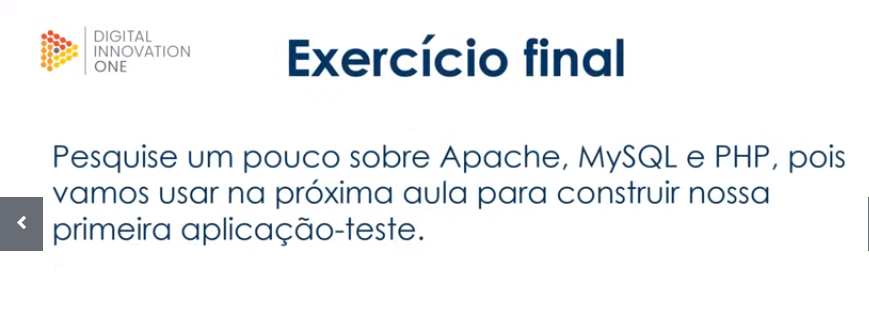 DIGITAL
INNOVATION
ONE
Exercício final
Pesquise um pouco sobre Apache, MySQL e PHP, pois
vamos usar na próxima aula para construir nossa
primeira aplicação-teste.